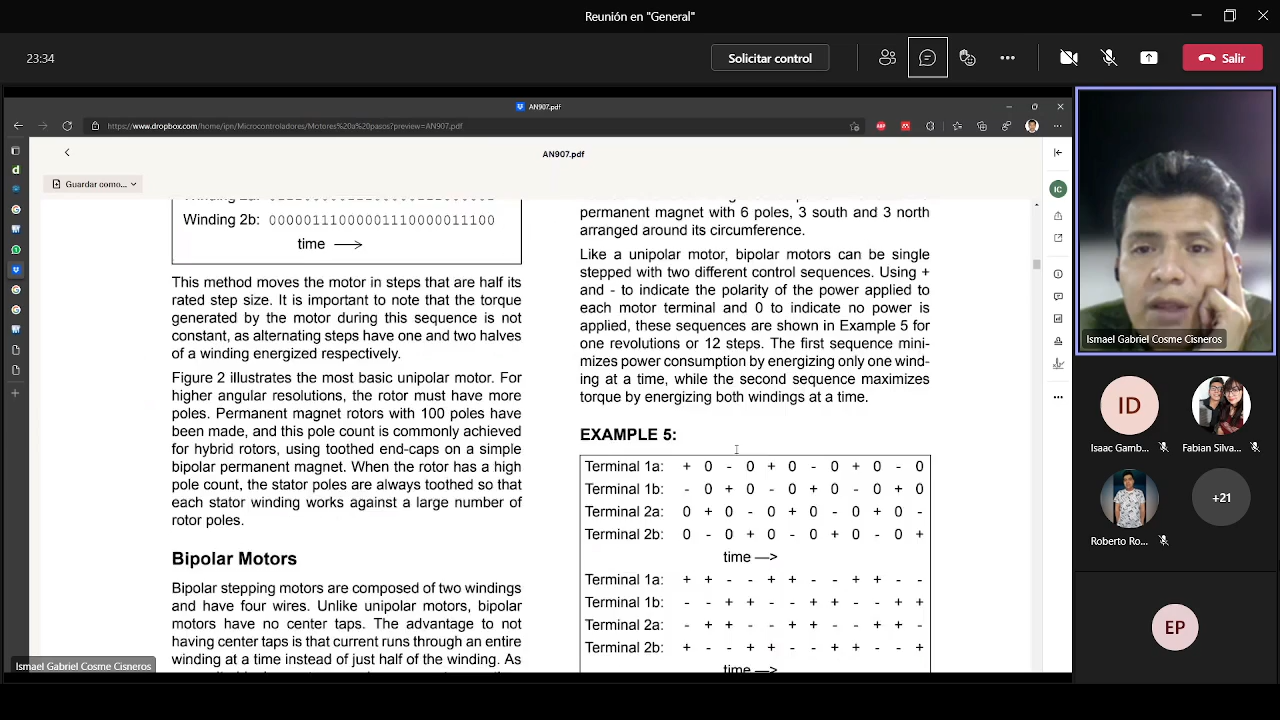 Reunión en "General"
23:34
Solicitar control
Salir
AN907.pdf
https://www.dropbox.com/home/ipn/Microcontroladores/Motores%20a%20pasos?preview=AN907.pdf
AN907.pdf
Guardar como...
Winding 2b: 00000111000001110000011100
time
This method moves the motor in steps that are half its
rated step size. It is important to note that the torque
generated by the motor during this sequence is not
constant, as alternating steps have one and two halves
of a winding energized respectively.
Figure 2 illustrates the most basic unipolar motor. For
higher angular resolutions, the rotor must have more
poles. Permanent magnet rotors with 100 poles have
been made, and this pole count is commonly achieved
for hybrid rotors, using toothed end-caps on a simple
bipolar permanent magnet. When the rotor has a high
pole count, the stator poles are always toothed so that
each stator winding works against a large number of
rotor poles.
Bipolar Motors
Bipolar stepping motors are composed of two windings
and have four wires. Unlike unipolar motors, bipolar
motors have no center taps. The advantage to not
having center taps is that current runs through an entire
winding at a time instead of just half of the winding. As
permanent magnet with 6 poles, 3 south and 3 north
arranged around its circumference.
Like a unipolar motor, bipolar motors can be single
stepped with two different control sequences. Using +
and - to indicate the polarity of the power applied to
each motor terminal and 0 to indicate no power is
applied, these sequences are shown in Example 5 for
one revolutions or 12 steps. The first sequence mini-
mizes power consumption by energizing only one wind-
ing at a time, while the second sequence maximizes
torque by energizing both windings at a time.
EXAMPLE 5:
Terminal 1a: + 0 - 0 + 0 - 0 + 0 - 0
Terminal 1b: - 0 + 0 - 0 + 0 - 0 + 0
Terminal 2a: 0 + 0 - 0 + 0 - 0 + 0 -
Terminal 2b: 0 - 0 + 0 - 0 + 0 - 0 +
time —>
Terminal 1a: + + - - + + - - + + - -
Terminal 1b: - - + + - - + + - - + +
Terminal 2a: - + + - - + + - - + + -
Terminal 2b: + - - + + - - + + - - +
time —>
IC
Ismael Gabriel Cosme Cisneros
Ismael Gabriel Cosme Cisneros
ID
Isaac Gamb...
Fabian Silva...
Roberto Ro...
+21
EP